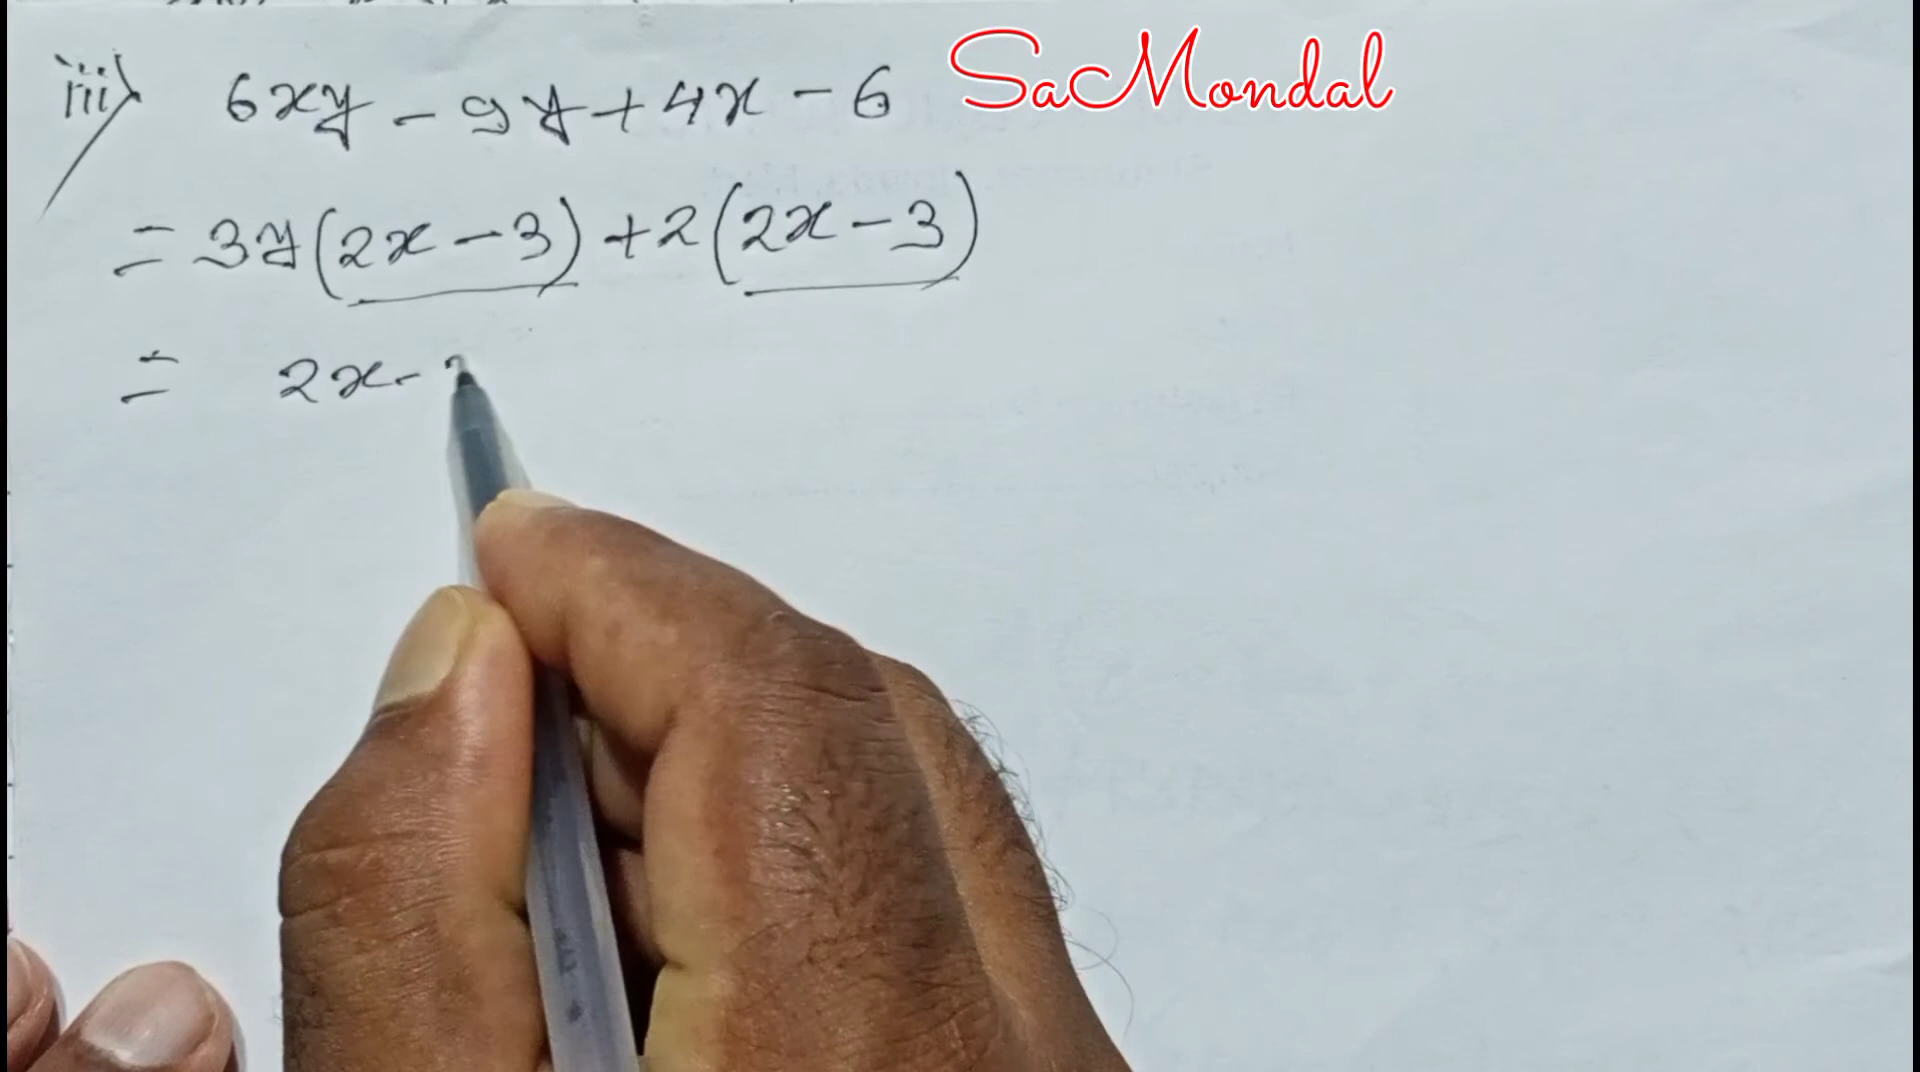 iii) 6xy - 9y + 4x - 6
SaMondal
= 3y(2x - 3) + 2(2x - 3)
= 2x -